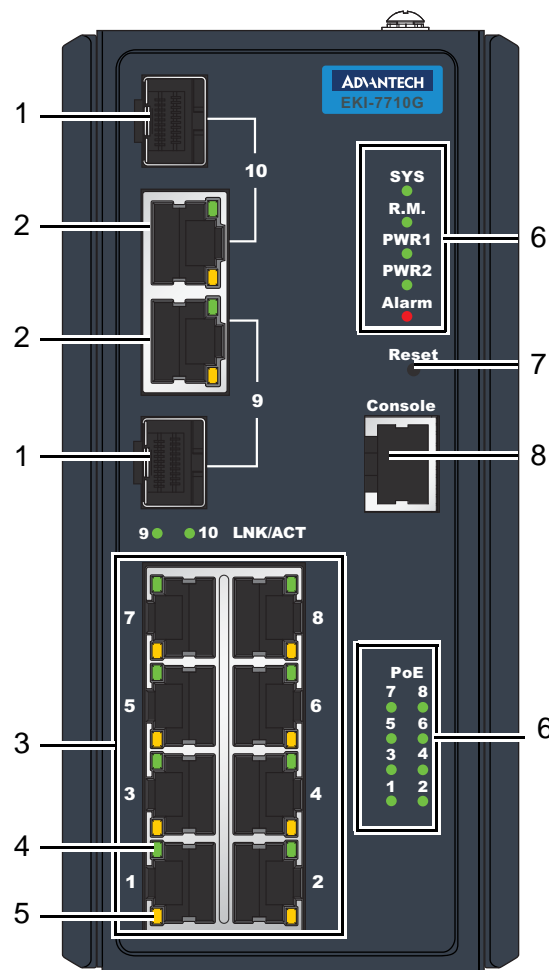 ADVANTECH
EKI-7710G
1
10
SYS
R.M.
PWR1
PWR2
Alarm
6
2
2
Reset
7
9
Console
1
8
9 10 LNK/ACT
7 8
5 6
3 4
1 2
3
4
5
PoE
7 8
5 6
3 4
1 2
6